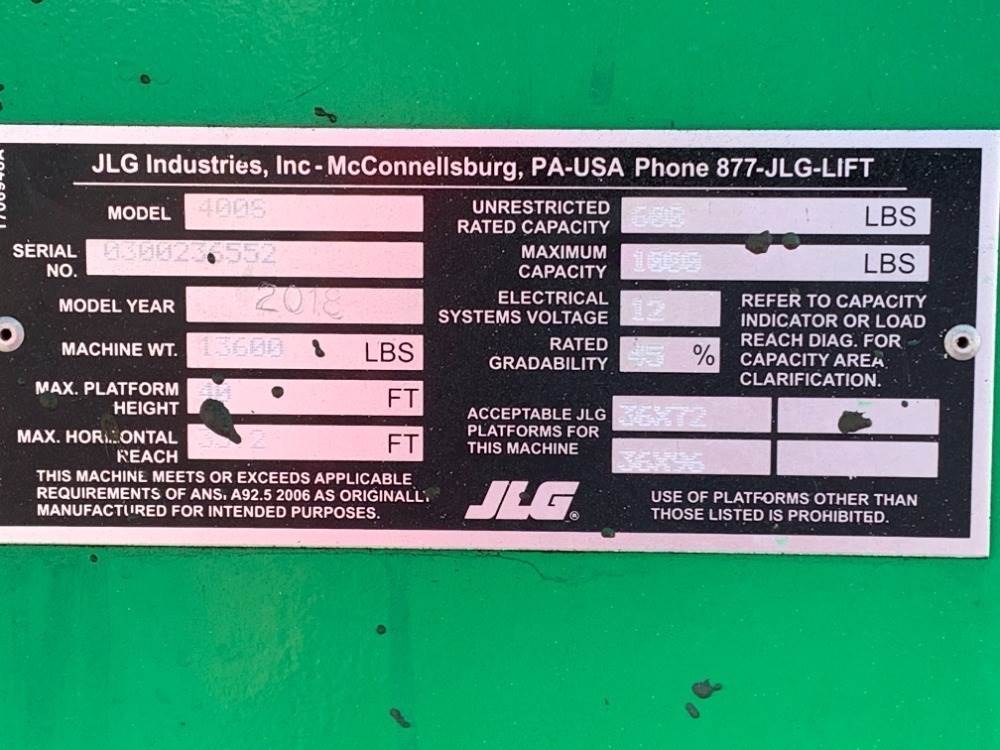 JLG Industries, Inc - McConnellsburg, PA-USA Phone 877-JLG-LIFT
MODEL 400S
SERIAL NO. 0300236552
MODEL YEAR 2018
MACHINE WT. 13600 LBS
MAX. PLATFORM HEIGHT 40 FT
MAX. HORIZONTAL REACH FT
THIS MACHINE MEETS OR EXCEEDS APPLICABLE
REQUIREMENTS OF ANSI A92.5 2006 AS ORIGINALLY
MANUFACTURED FOR INTENDED PURPOSES.
UNRESTRICTED RATED CAPACITY 600 LBS
MAXIMUM CAPACITY 1000 LBS
ELECTRICAL SYSTEMS VOLTAGE 12
RATED GRADABILITY 45 %
REFER TO CAPACITY
INDICATOR OR LOAD
REACH DIAG. FOR
CAPACITY AREA
CLARIFICATION.
ACCEPTABLE JLG
PLATFORMS FOR
THIS MACHINE
36X72
36X96
JLG®
USE OF PLATFORMS OTHER THAN
THOSE LISTED IS PROHIBITED.